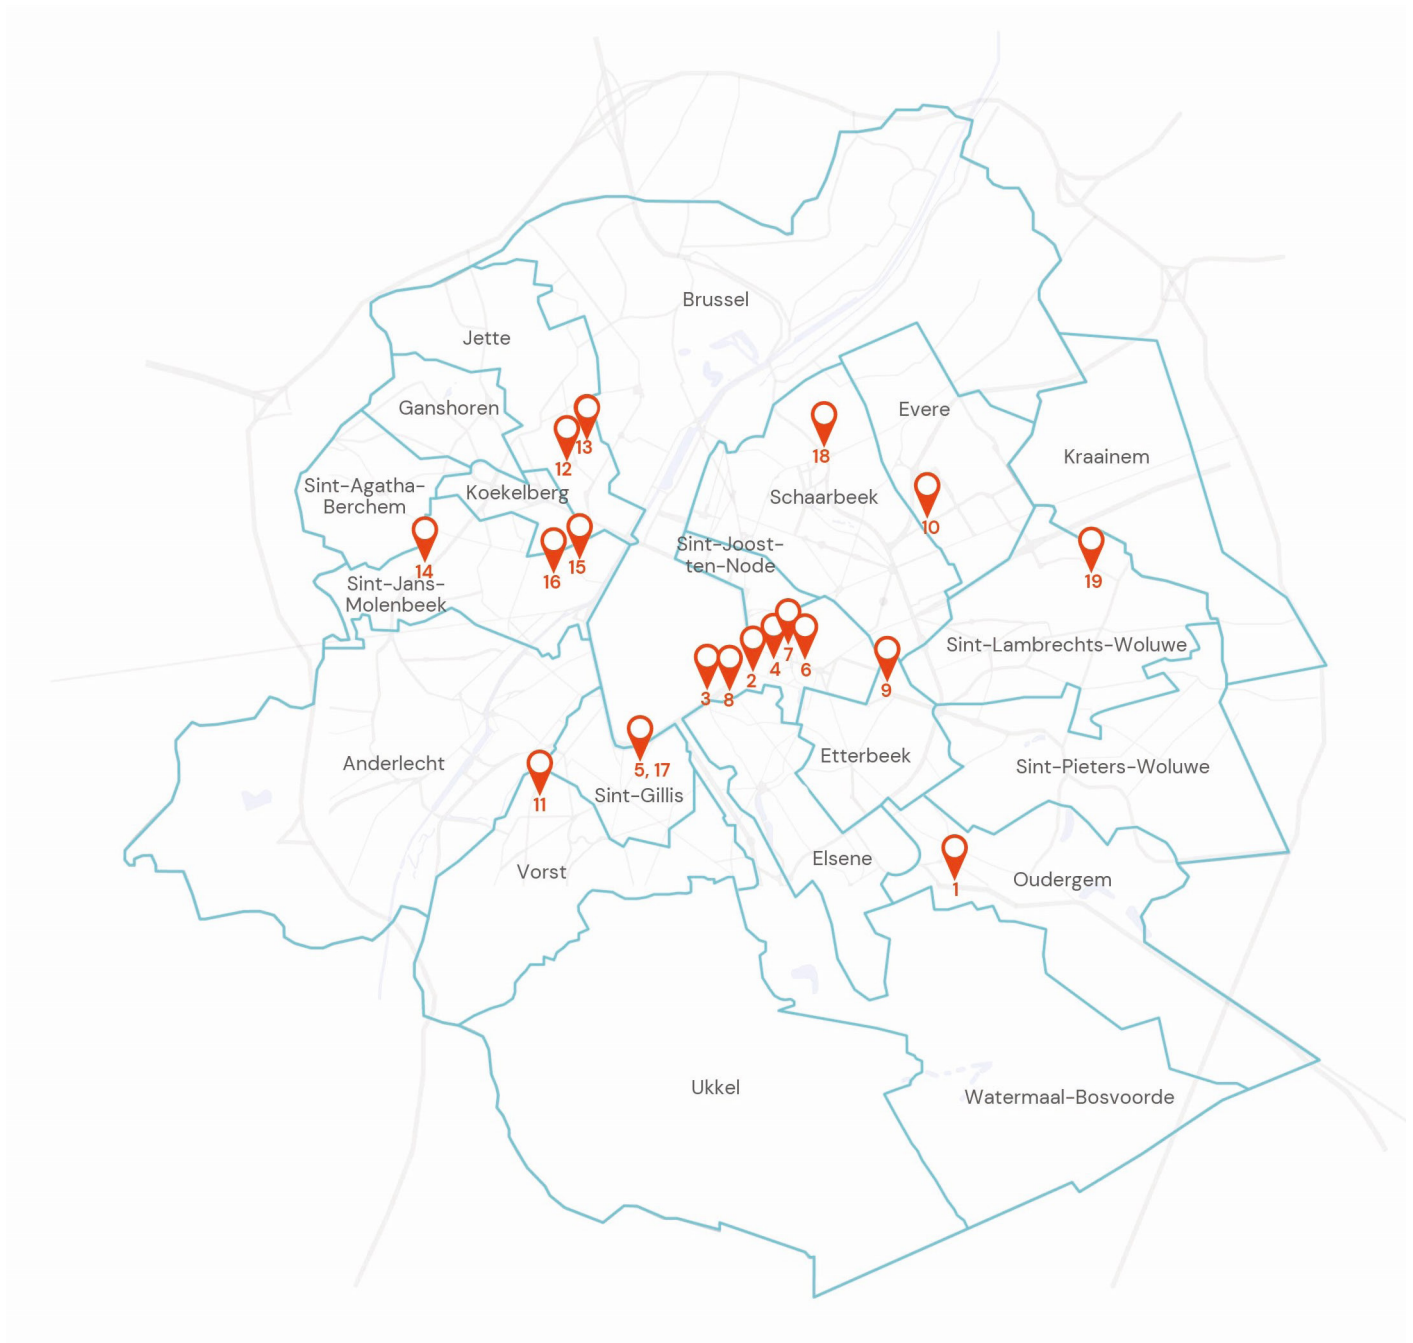 Brussel
Jette
Ganshoren
Evere
13
18
Kraainem
12
Sint-Agatha-
Berchem
Koekelberg
Schaarbeek
10
Sint-Joost-
ten-Node
14
16
15
19
Sint-Jans-
Molenbeek
Sint-Lambrechts-Woluwe
7
4
6
2
9
3
8
Anderlecht
5, 17
Etterbeek
Sint-Pieters-Woluwe
11
Sint-Gillis
Vorst
Elsene
1
Oudergem
Ukkel
Watermaal-Bosvoorde